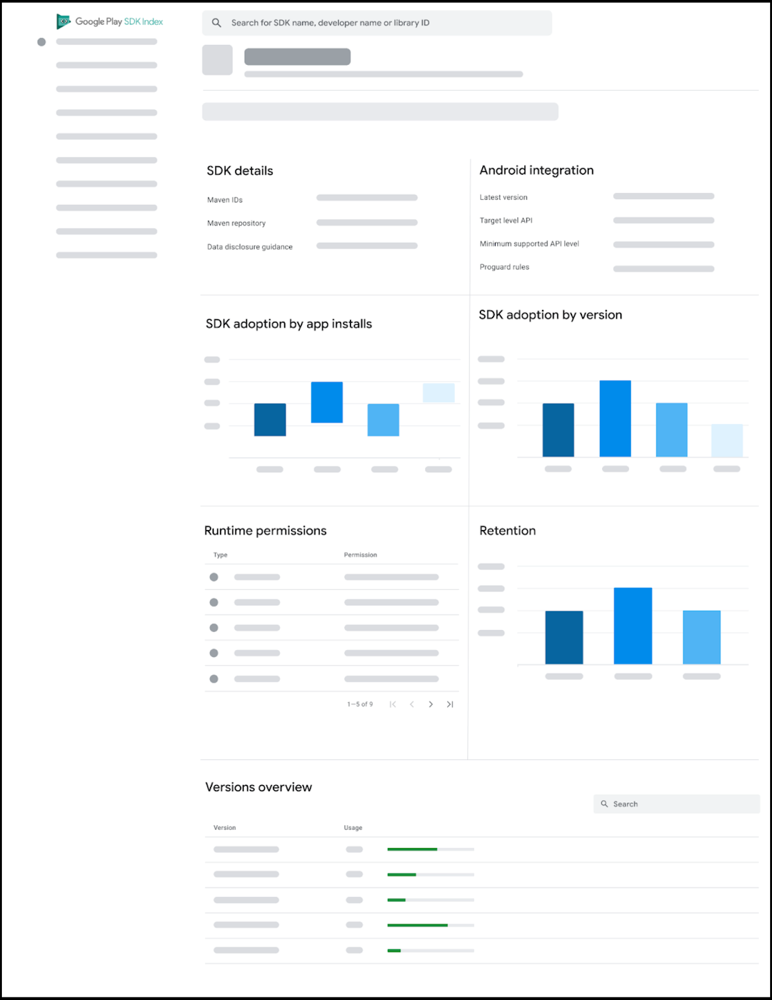 Google Play SDK Index
Search for SDK name, developer name or library ID
SDK details
Maven IDs
Maven repository
Data disclosure guidance
Android integration
Latest version
Target level API
Minimum supported API level
Proguard rules
SDK adoption by app installs
SDK adoption by version
Runtime permissions
Type Permission
1–5 of 9
Retention
Versions overview
Search
Version Usage